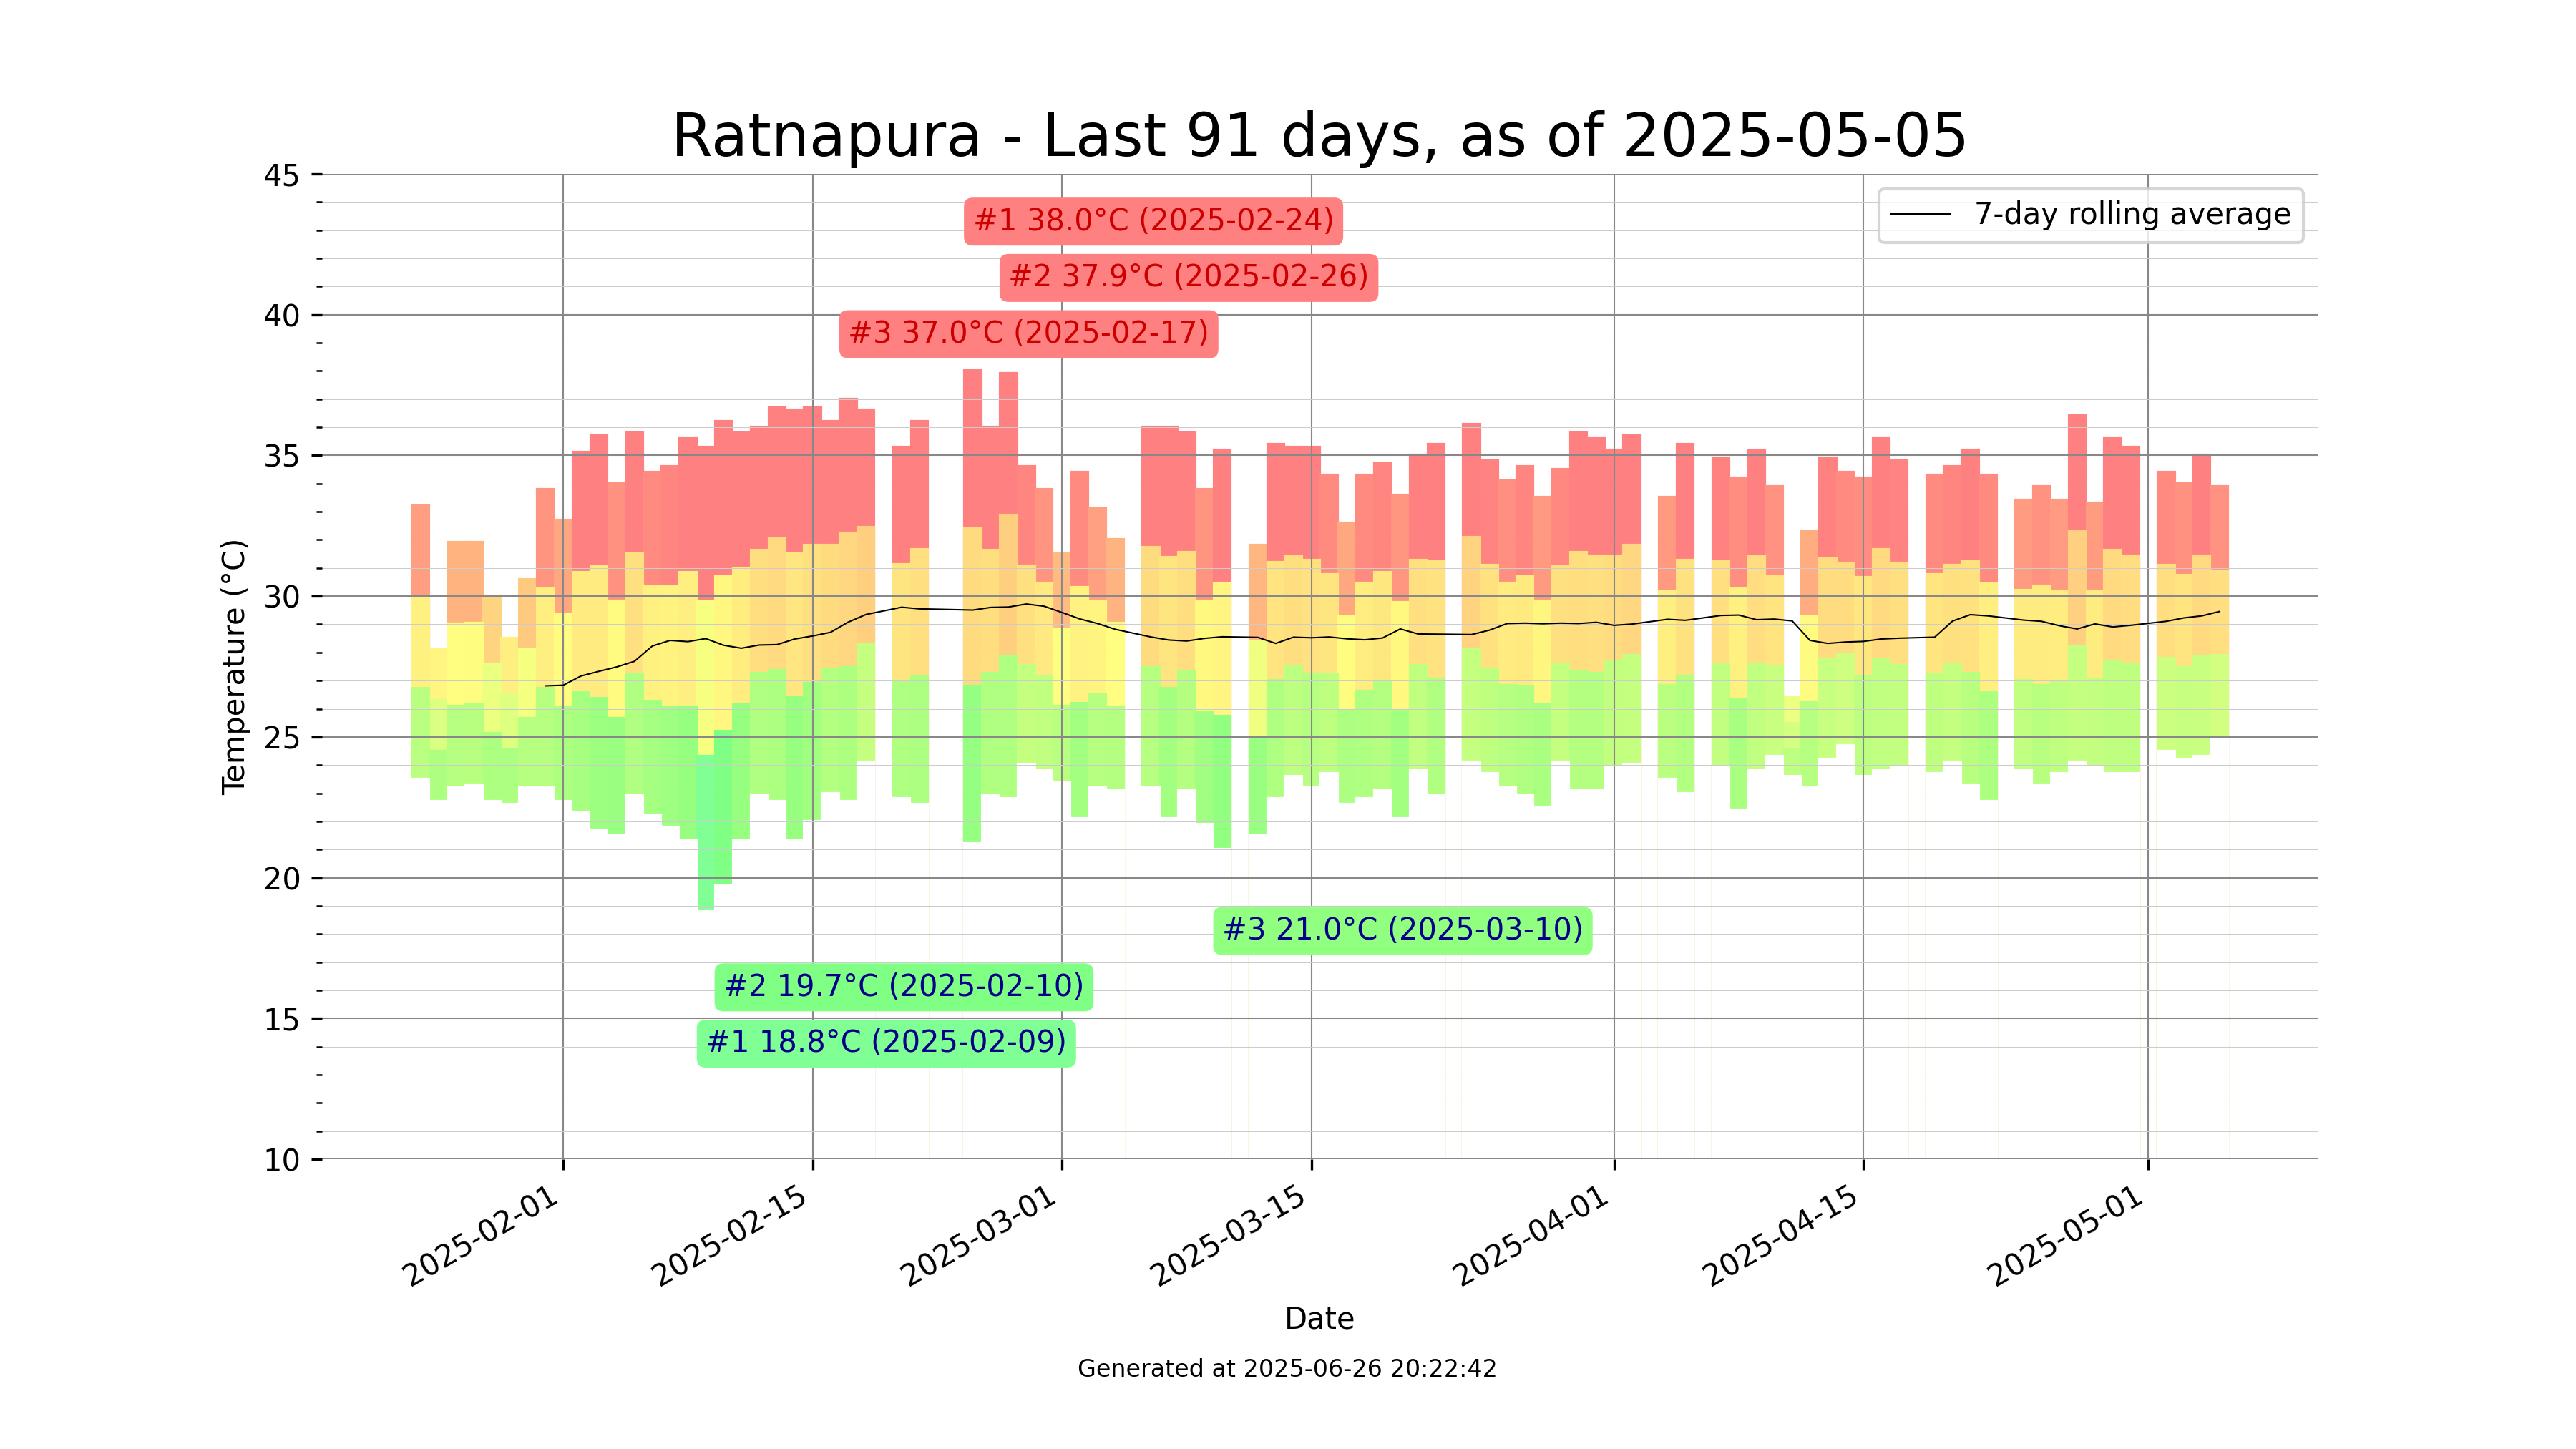 Ratnapura - Last 91 days, as of 2025-05-05
7-day rolling average
#1 38.0°C (2025-02-24)
#2 37.9°C (2025-02-26)
#3 37.0°C (2025-02-17)
#3 21.0°C (2025-03-10)
#2 19.7°C (2025-02-10)
#1 18.8°C (2025-02-09)
Temperature (°C)
45
40
35
30
25
20
15
10
2025-02-01
2025-02-15
2025-03-01
2025-03-15
2025-04-01
2025-04-15
2025-05-01
Date
Generated at 2025-06-26 20:22:42